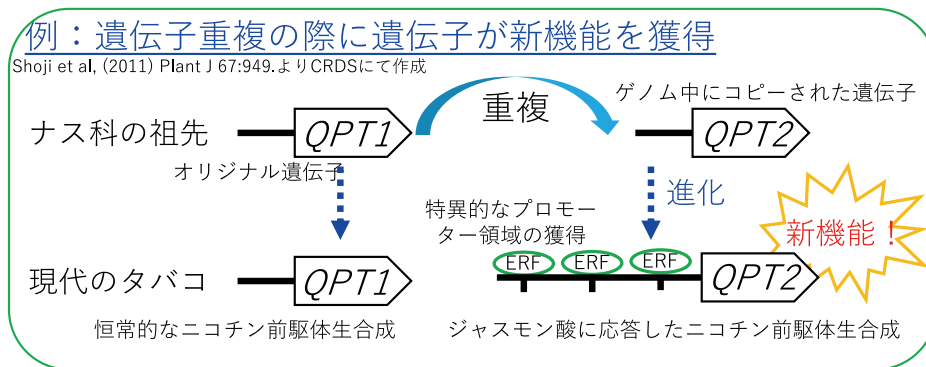 例：遺伝子重複の際に遺伝子が新機能を獲得
Shoji et al, (2011) Plant J 67:949.よりCRDSにて作成
ナス科の祖先
QPT1
オリジナル遺伝子
重複
ゲノム中にコピーされた遺伝子
QPT2
進化
特異的なプロモー
ター領域の獲得
新機能！
現代のタバコ
QPT1
ERF
ERF
ERF
QPT2
恒常的なニコチン前駆体生合成
ジャスモン酸に応答したニコチン前駆体生合成